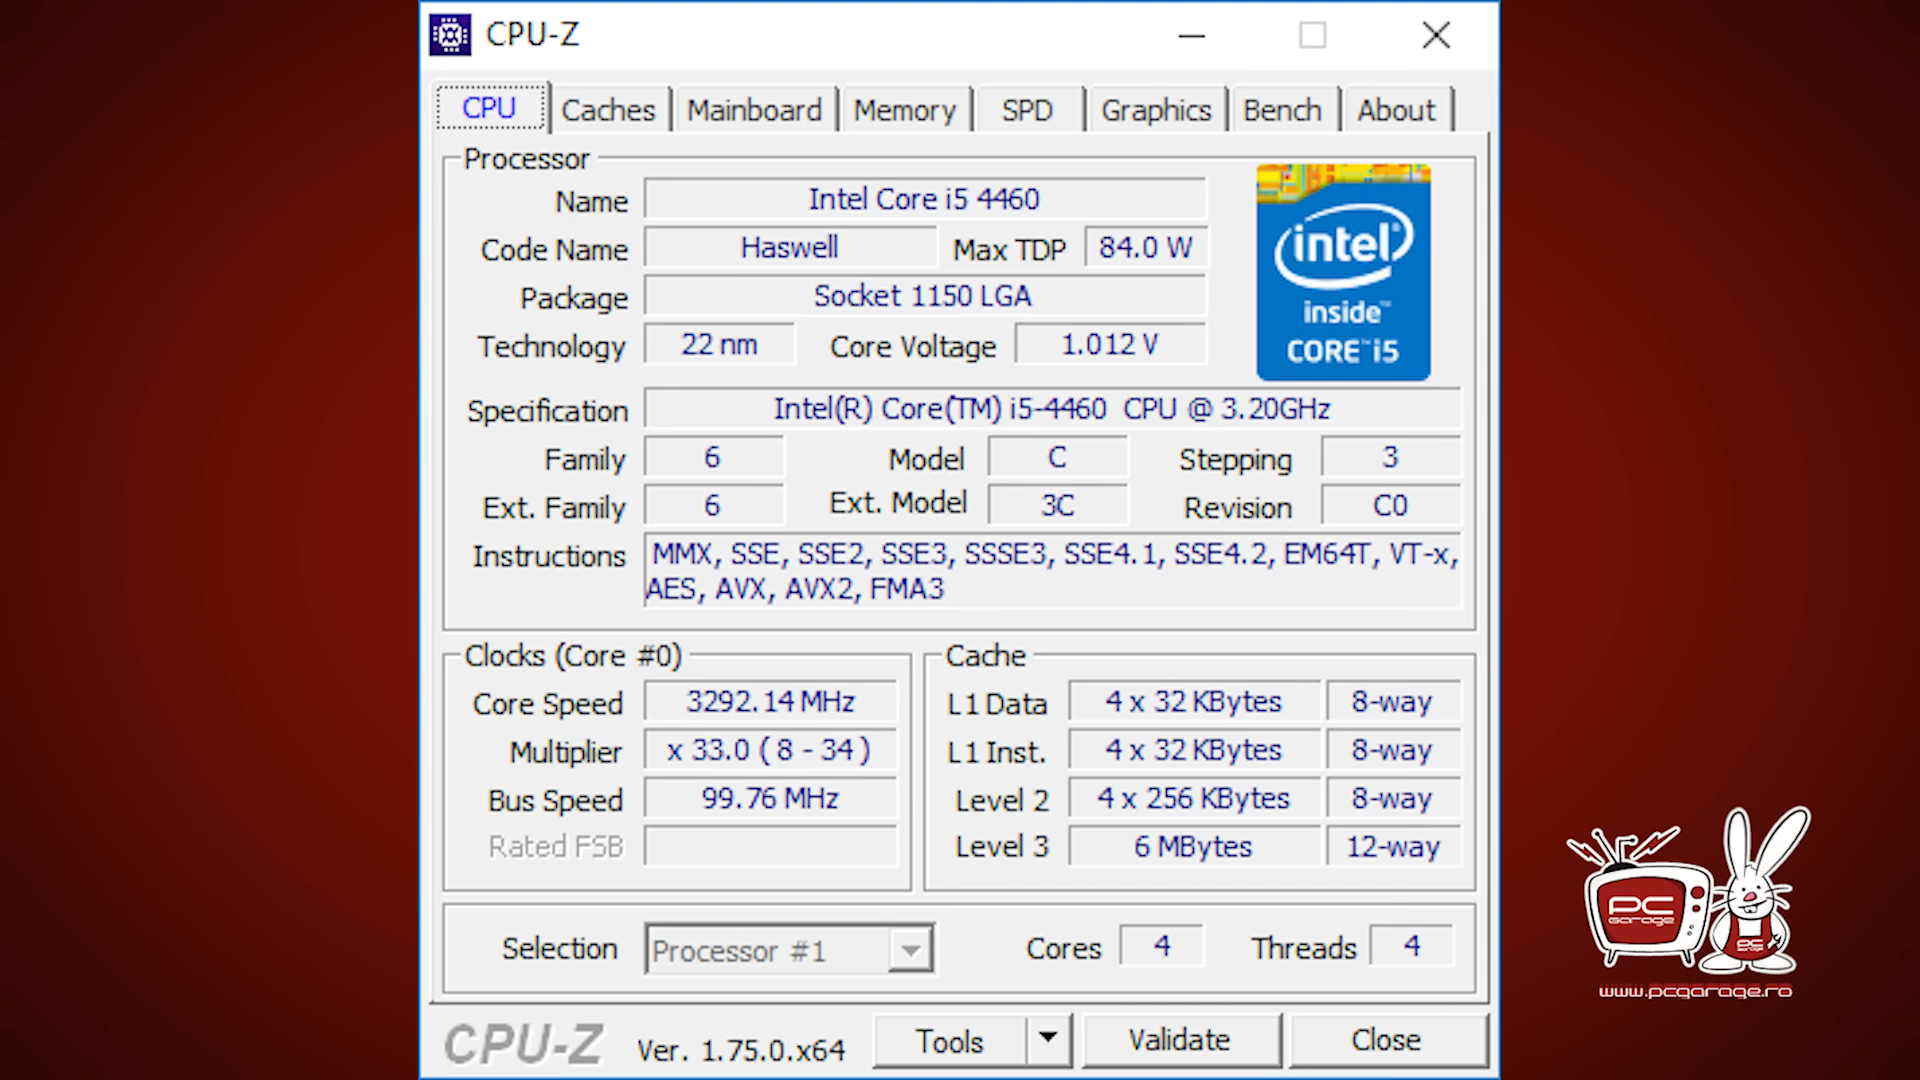 CPU-Z
CPU Caches Mainboard Memory SPD Graphics Bench About
Processor
Name Intel Core i5 4460
Code Name Haswell Max TDP 84.0 W
Package Socket 1150 LGA
Technology 22 nm Core Voltage 1.012 V
intel®
inside™
CORE™ i5
Specification Intel(R) Core(TM) i5-4460 CPU @ 3.20GHz
Family 6 Model C Stepping 3
Ext. Family 6 Ext. Model 3C Revision C0
Instructions MMX, SSE, SSE2, SSE3, SSSE3, SSE4.1, SSE4.2, EM64T, VT-x,
AES, AVX, AVX2, FMA3
Clocks (Core #0)
Core Speed 3292.14 MHz
Multiplier x 33.0 ( 8 - 34 )
Bus Speed 99.76 MHz
Rated FSB
Cache
L1 Data 4 x 32 KBytes 8-way
L1 Inst. 4 x 32 KBytes 8-way
Level 2 4 x 256 KBytes 8-way
Level 3 6 MBytes 12-way
Selection Processor #1 Cores 4 Threads 4
CPU-Z Ver. 1.75.0.x64 Tools Validate Close
PC
Garage
PC
Garage
www.pcgarage.ro